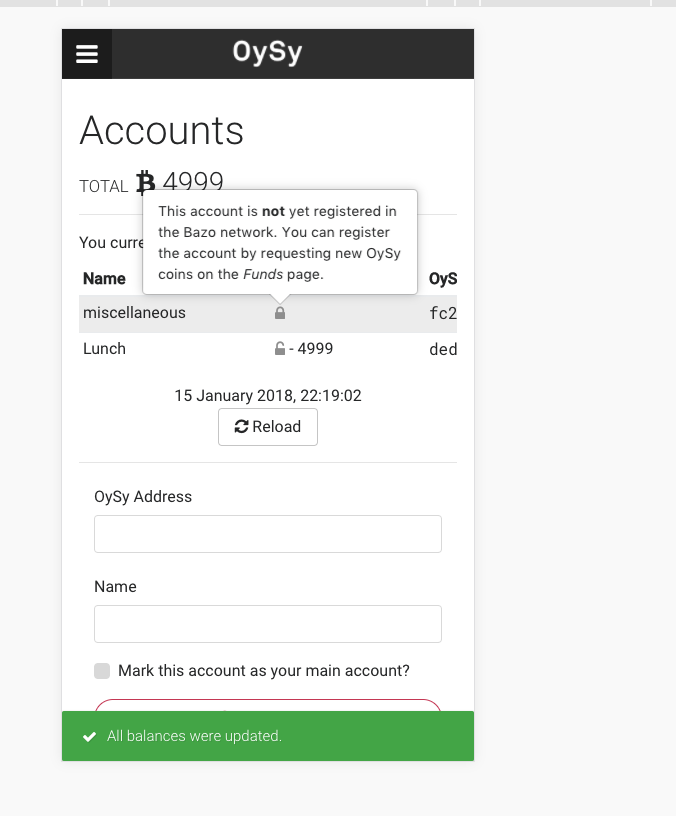 OySy
Accounts
TOTAL ₿ 4999
This account is not yet registered in
the Bazo network. You can register
the account by requesting new OySy
coins on the Funds page.
You curre
Name OyS
miscellaneous fc2
Lunch - 4999 ded
15 January 2018, 22:19:02
Reload
OySy Address
Name
Mark this account as your main account?
All balances were updated.